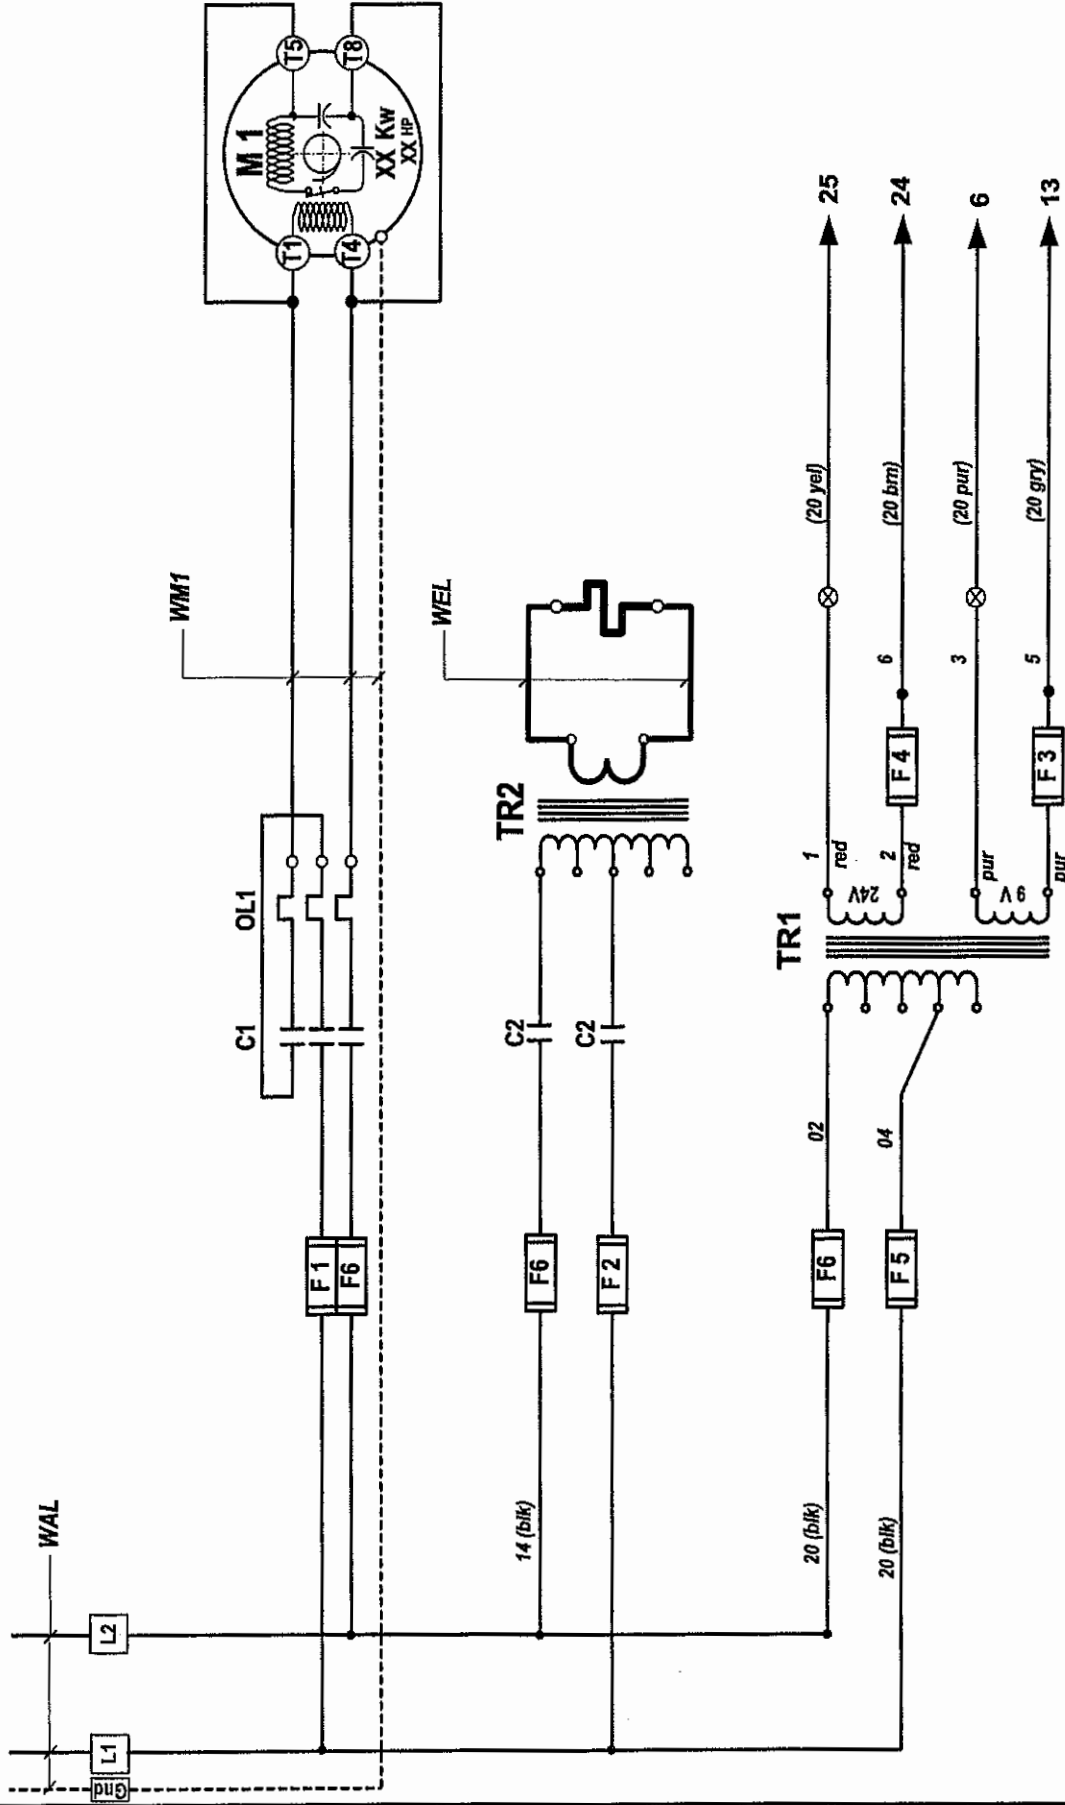 WAL
L2
L1
Gnd
WM1
C1
OL1
F 1
F6
T5
T8
M 1
XX Kw
XX HP
T1
T4
14 (blk)
F6
F 2
C2
C2
TR2
WEL
20 (blk)
20 (blk)
F6
F 5
02
04
TR1
24V
9 V
1
red
2
red
pur
pur
F 4
F 3
6
3
5
(20 yel)
(20 brn)
(20 pur)
(20 gry)
25
24
6
13